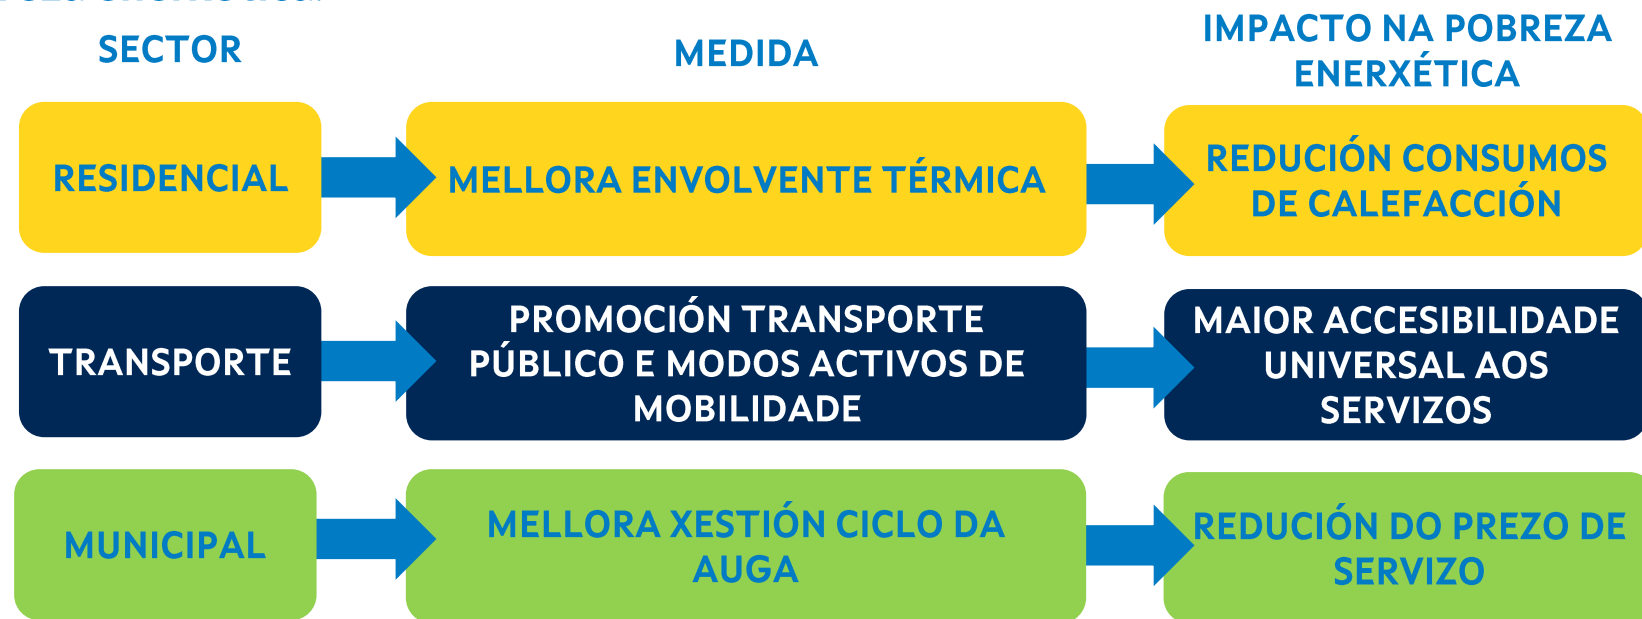 SECTOR
MEDIDA
IMPACTO NA POBREZA
ENERXÉTICA
RESIDENCIAL
MELLORA ENVOLVENTE TÉRMICA
REDUCIÓN CONSUMOS
DE CALEFACCIÓN
TRANSPORTE
PROMOCIÓN TRANSPORTE
PÚBLICO E MODOS ACTIVOS DE
MOBILIDADE
MAIOR ACCESIBILIDADE
UNIVERSAL AOS
SERVIZOS
MUNICIPAL
MELLORA XESTIÓN CICLO DA
AUGA
REDUCIÓN DO PREZO DE
SERVIZO